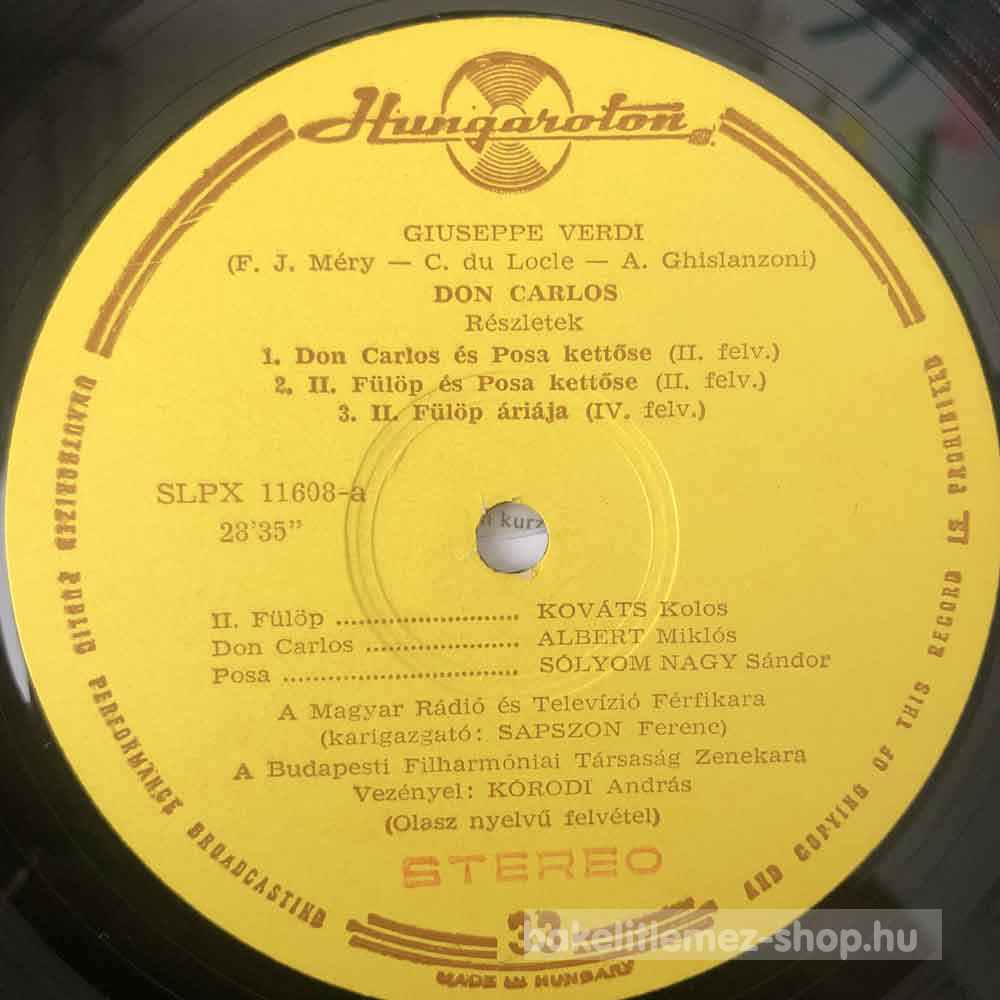 Hungaroton
GIUSEPPE VERDI
(F. J. Méry — C. du Locle — A. Ghislanzoni)
DON CARLOS
Részletek
1. Don Carlos és Posa kettőse (II. felv.)
2. II. Fülöp és Posa kettőse (II. felv.)
3. II. Fülöp áriája (IV. felv.)
SLPX 11608-a
28'35"
kurz
II. Fülöp .................... KOVÁTS Kolos
Don Carlos ................. ALBERT Miklós
Posa .......................... SÓLYOM NAGY Sándor
A Magyar Rádió és Televízió Férfikara
(karigazgató: SAPSZON Ferenc)
A Budapesti Filharmóniai Társaság Zenekara
Vezényel: KÓRODI András
(Olasz nyelvű felvétel)
STEREO
33
UNAUTHORIZED PUBLIC PERFORMANCE BROADCASTING AND COPYING OF THIS RECORD ET PROHIBITED
MADE IN HUNGARY
bakelitlemez-shop.hu